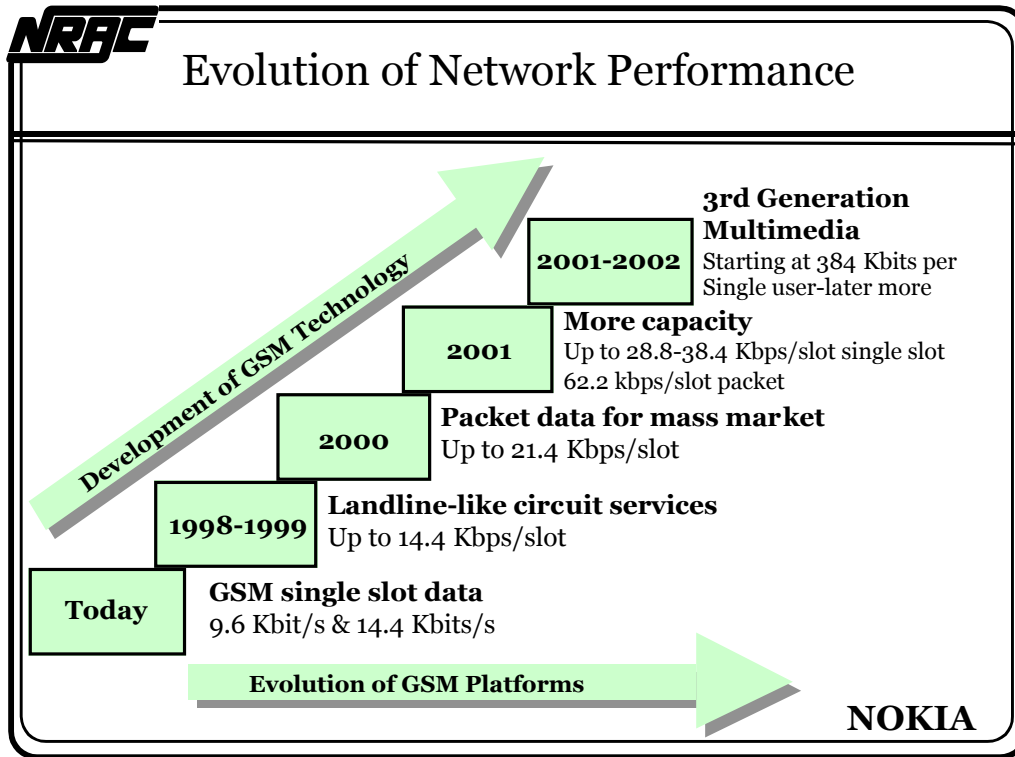 NRAC
Evolution of Network Performance
Development of GSM Technology
3rd Generation
Multimedia
Starting at 384 Kbits per
Single user-later more
2001-2002
More capacity
Up to 28.8-38.4 Kbps/slot single slot
62.2 kbps/slot packet
2001
Packet data for mass market
Up to 21.4 Kbps/slot
2000
Landline-like circuit services
Up to 14.4 Kbps/slot
1998-1999
GSM single slot data
9.6 Kbit/s & 14.4 Kbits/s
Today
Evolution of GSM Platforms
NOKIA